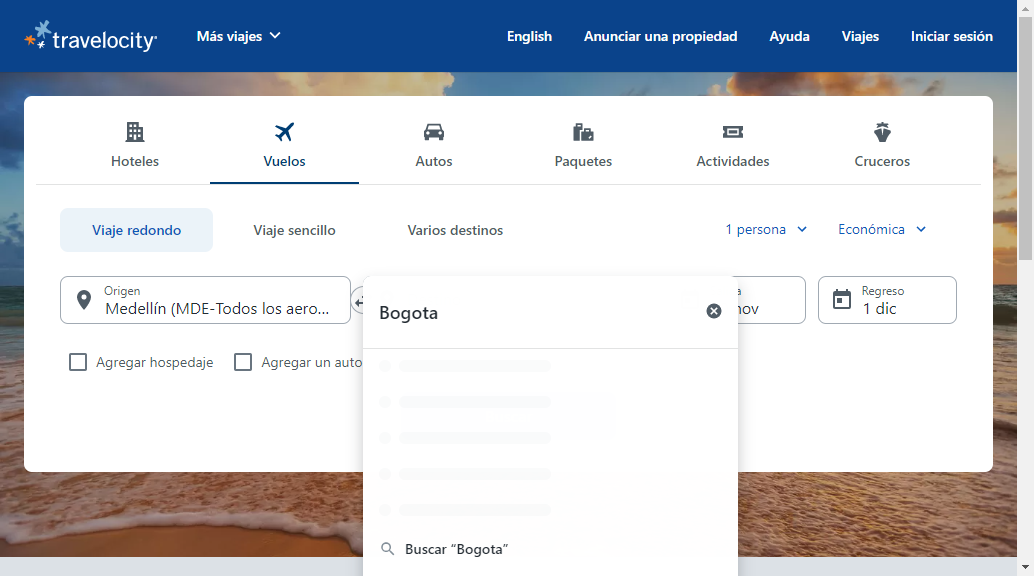 travelocity
Más viajes
English
Anunciar una propiedad
Ayuda
Viajes
Iniciar sesión
Hoteles
Vuelos
Autos
Paquetes
Actividades
Cruceros
Viaje redondo
Viaje sencillo
Varios destinos
1 persona
Económica
Origen
Medellín (MDE-Todos los aero...
Bogota
Regreso
1 dic
Agregar hospedaje
Agregar un auto
Buscar “Bogota”